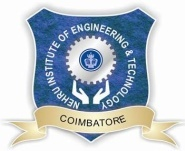 NEHRU INSTITUTE OF ENGINEERING & TECHNOLOGY
COIMBATORE